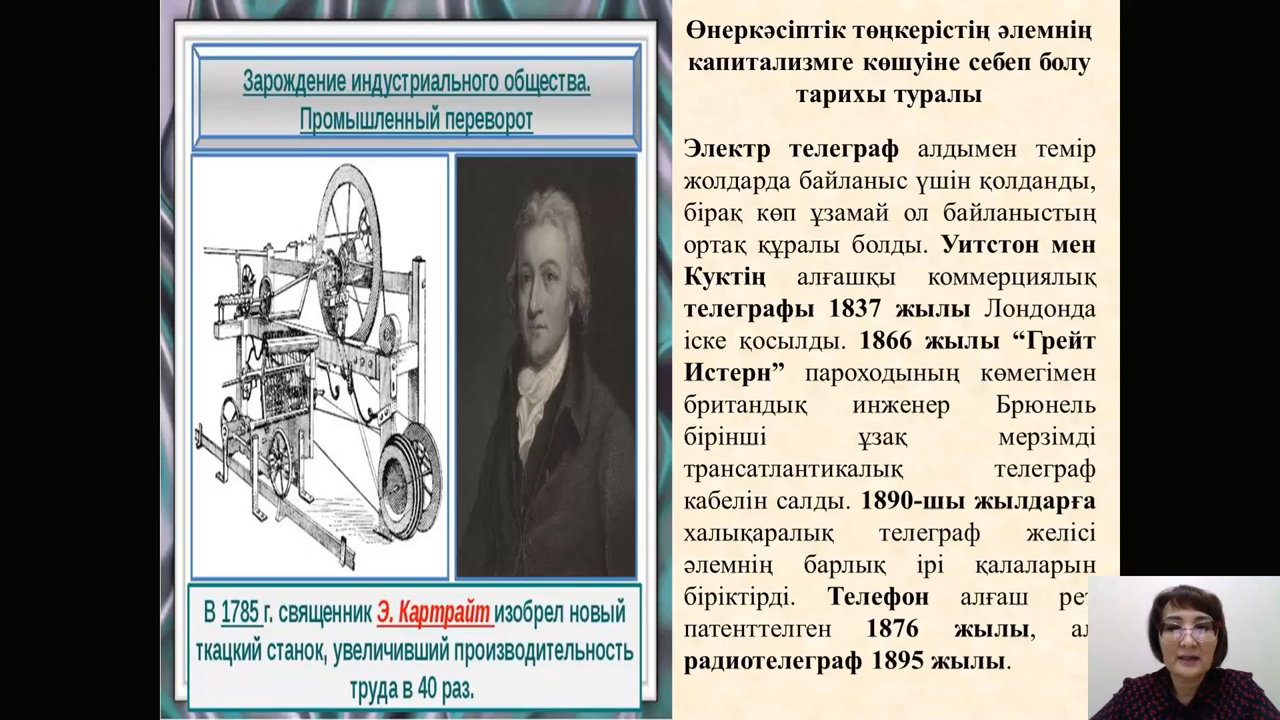 Зарождение индустриального общества.
Промышленный переворот
В 1785 г. священник Э. Картрайт изобрел новый
ткацкий станок, увеличивший производительность
труда в 40 раз.
Өнеркәсіптік төңкерістің әлемнің
капитализмге көшуіне себеп болу
тарихы туралы
Электр телеграф алдымен темір
жолдарда байланыс үшін қолданды,
бірақ көп ұзамай ол байланыстың
ортақ құралы болды. Уитстон мен
Куктің алғашқы коммерциялық
телеграфы 1837 жылы Лондонда
іске қосылды. 1866 жылы “Грейт
Истерн” пароходының көмегімен
британдық инженер Брюнель
бірінші ұзақ мерзімді
трансатлантикалық телеграф
кабелін салды. 1890-шы жылдарға
халықаралық телеграф желісі
әлемнің барлық ірі қалаларын
біріктірді. Телефон алғаш рет
патенттелген 1876 жылы, ал
радиотелеграф 1895 жылы.